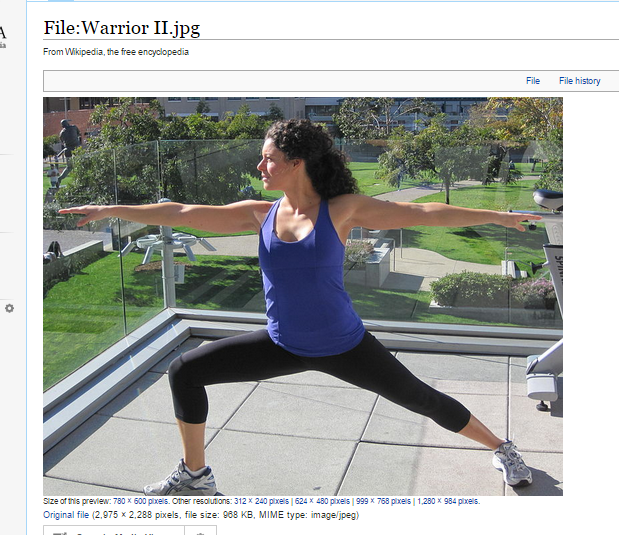 File:Warrior II.jpg
From Wikipedia, the free encyclopedia
File File history
Size of this preview: 780 × 600 pixels. Other resolutions: 312 × 240 pixels | 624 × 480 pixels | 999 × 768 pixels | 1,280 × 984 pixels.
Original file (2,975 × 2,288 pixels, file size: 968 KB, MIME type: image/jpeg)